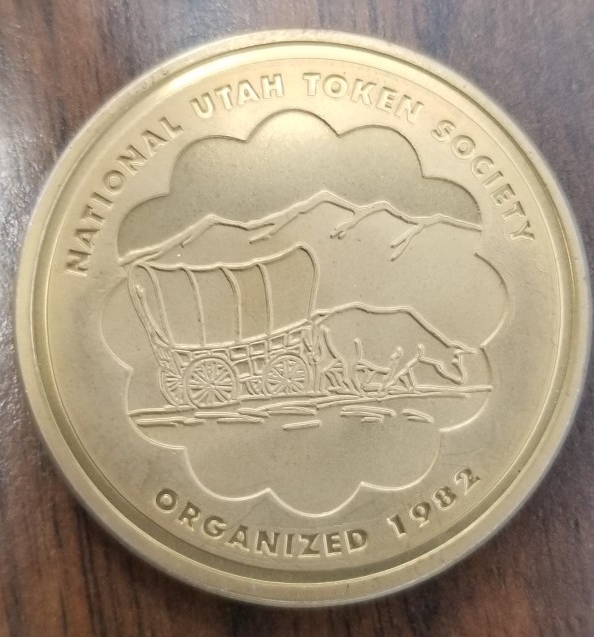 NATIONAL UTAH TOKEN SOCIETY
ORGANIZED 1982